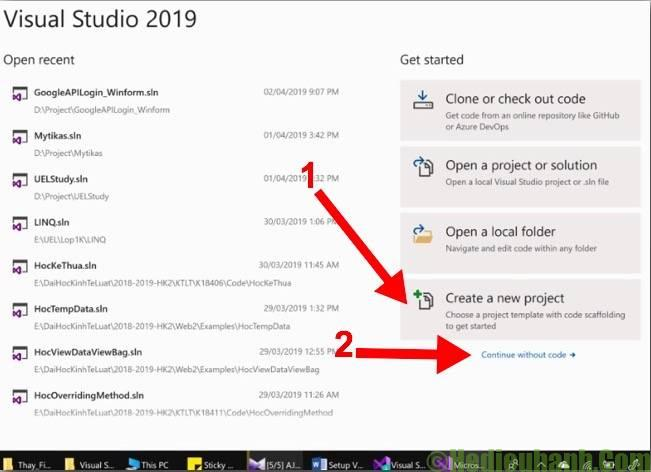 Visual Studio 2019
Open recent
GoogleAPILogin_Winform.sln 02/04/2019 9:07 PM
D:\Project\GoogleAPILogin_Winform
Mytikas.sln 01/04/2019 3:42 PM
D:\Project\Mytikas
UELStudy.sln 01/04/2019 :32 PM
D:\Project\UELStudy
LINQ.sln 30/03/2019 1:06 PM
E:\UEL\Lop1K\LINQ
HocKeThua.sln 30/03/2019 11:45 AM
E:\DaiHocKinhTeLuat\2018-2019-HK2\KTLT\K18406\Code\HocKeThua
HocTempData.sln 29/03/2019 1:32 PM
E:\DaiHocKinhTeLuat\2018-2019-HK2\Web2\Examples\HocTempData
HocViewDataViewBag.sln 29/03/2019 12:55 PM
E:\DaiHocKinhTeLuat\2018-2019-HK2\Web2\Examples\HocViewDataViewBag
HocOverridingMethod.sln 29/03/2019 11:26 AM
E:\DaiHocKinhTeLuat\2018-2019-HK2\KTLT\K18411\Code\HocOverridingMethod
Get started
Clone or check out code
Get code from an online repository like GitHub
or Azure DevOps
Open a project or solution
Open a local Visual Studio project or .sln file
Open a local folder
Navigate and edit code within any folder
1
Create a new project
Choose a project template with code scaffolding
to get started
2
Continue without code →
Thay_Fi... Visual S... This PC Sticky ... [5/5] AJ... Setup V... Visual S... Micros...
©Hedieuhanh.Com